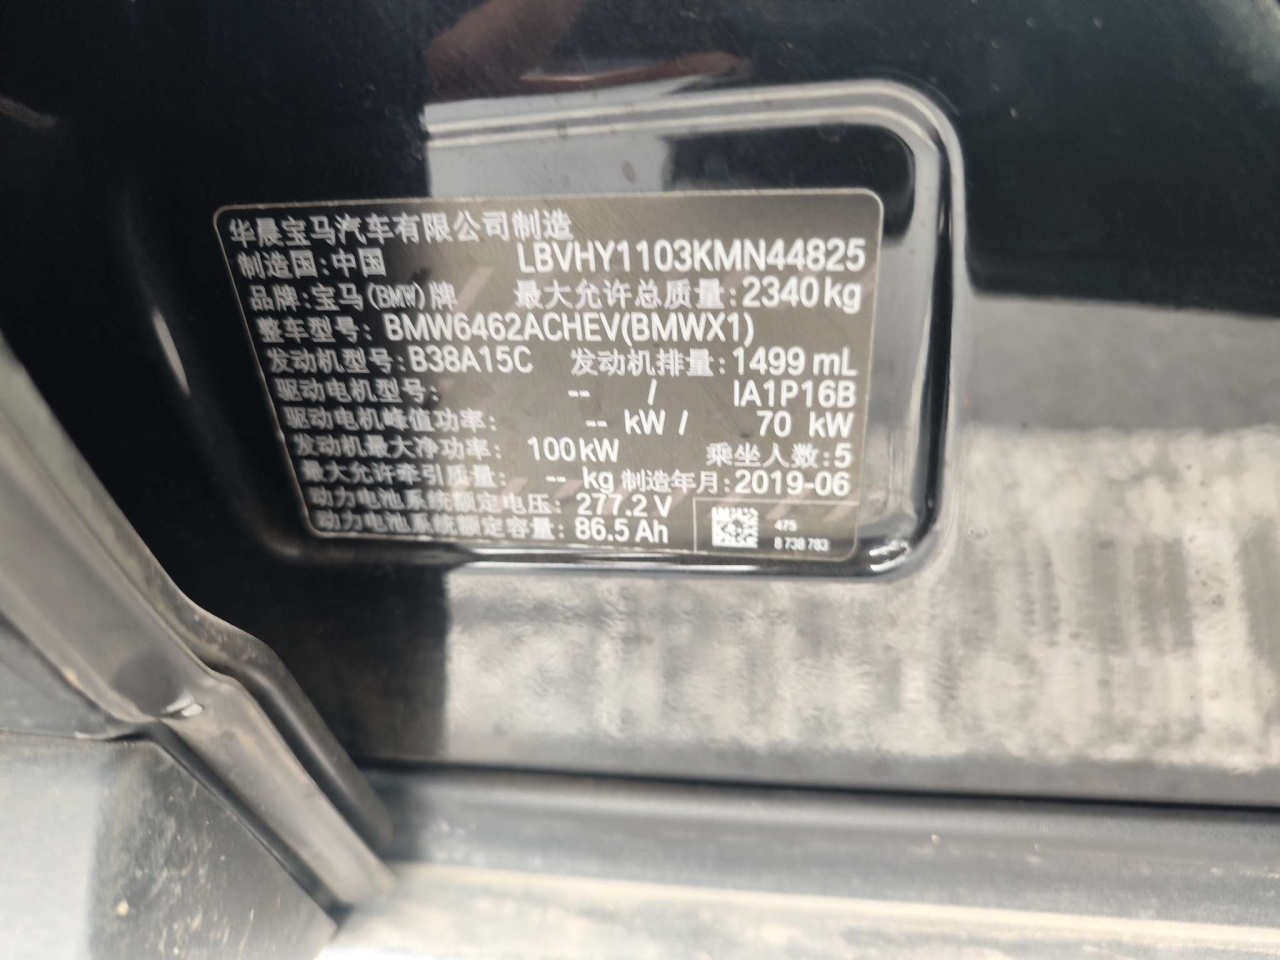 华晨宝马汽车有限公司制造
制造国:中国 LBVHY1103KMN44825
品牌:宝马(BMW)牌 最大允许总质量:2340kg
整车型号: BMW6462ACHEV(BMWX1)
发动机型号:B38A15C 发动机排量:1499 mL
驱动电机型号: -- / IA1P16B
驱动电机峰值功率: -- kW / 70 kW
发动机最大净功率: 100kW 乘坐人数:5
最大允许牵引质量: -- kg 制造年月:2019-06
动力电池系统额定电压: 277.2 V
动力电池系统额定容量: 86.5 Ah
475
8 738 783